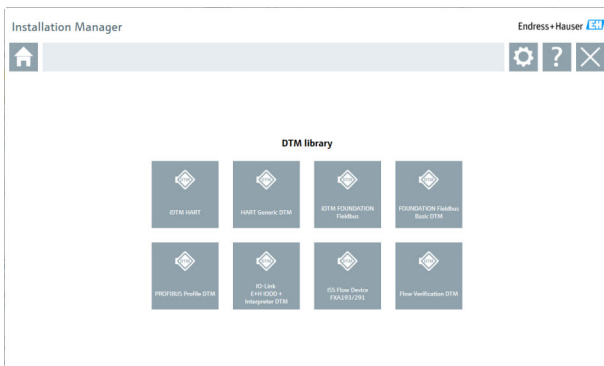 Installation Manager
Endress+Hauser EH
?
DTM library
iDTM HART
HART Generic DTM
iDTM FOUNDATION
Fieldbus
FOUNDATION Fieldbus
Basic DTM
PROFIBUS Profile DTM
IO-Link
E+H IODD +
Interpreter DTM
ISS Flow Device
FXA193/291
Flow Verification DTM